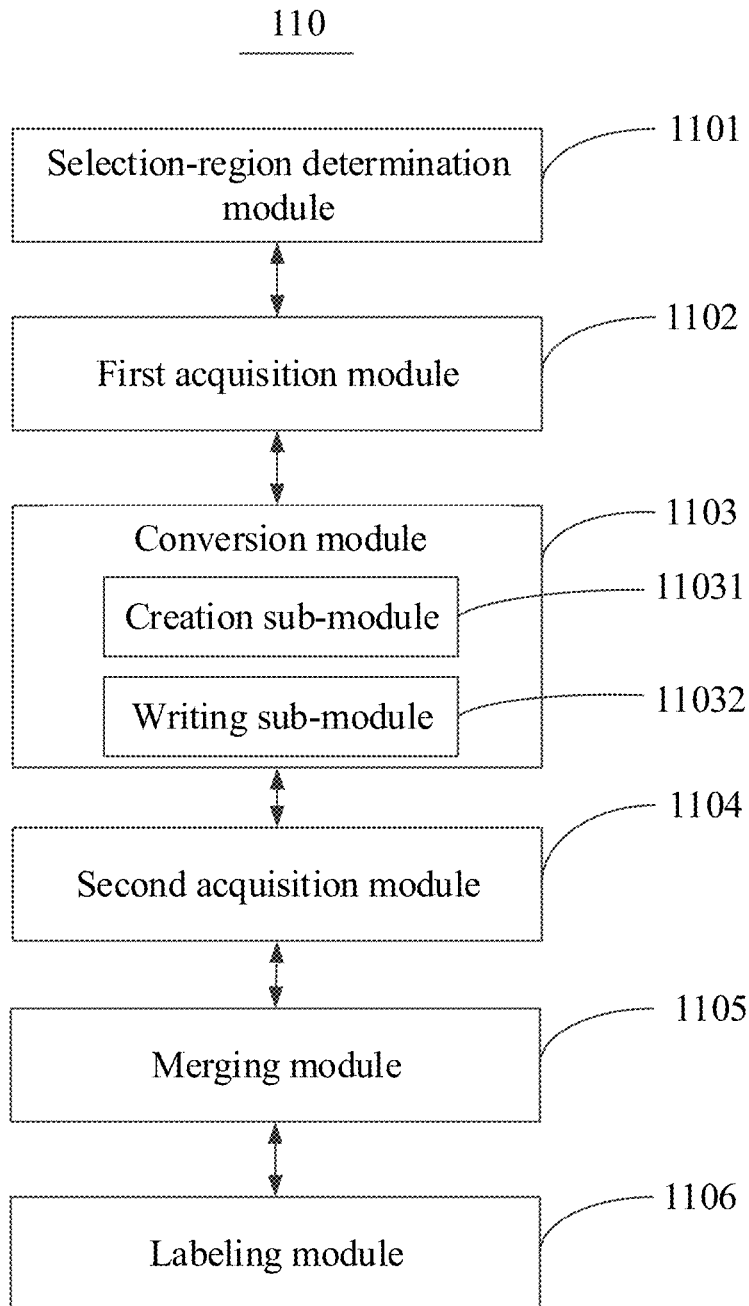 110
1101
Selection-region determination
module
1102
First acquisition module
1103
Conversion module
11031
Creation sub-module
11032
Writing sub-module
1104
Second acquisition module
1105
Merging module
1106
Labeling module